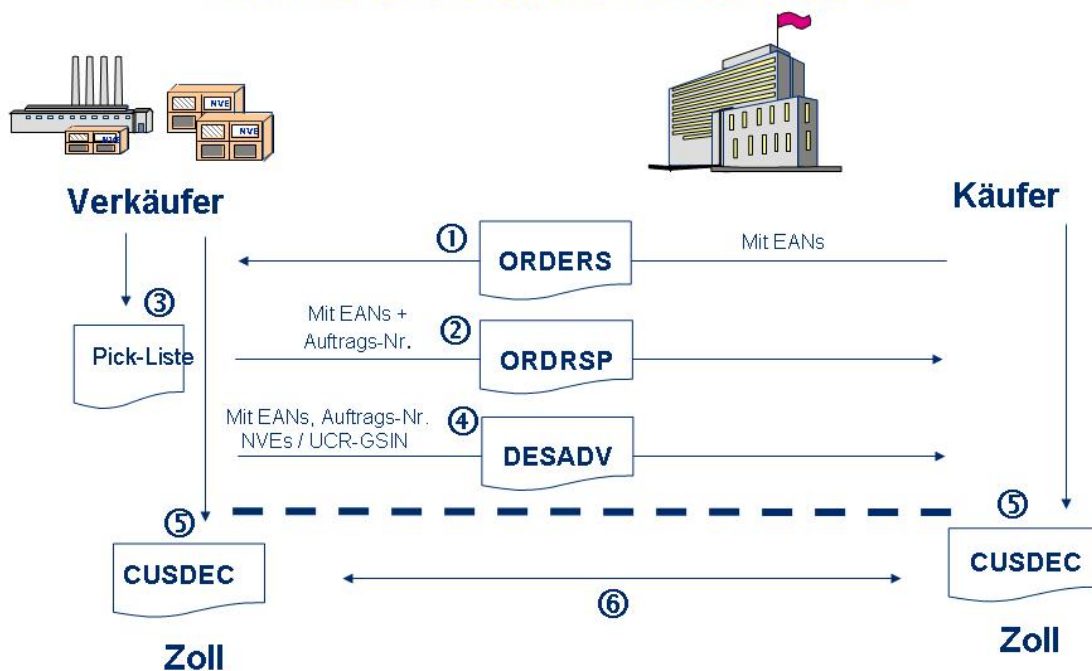 NVE
NVE
NVE
Verkäufer
Käufer
①
ORDERS
Mit EANs
③
Pick-Liste
Mit EANs +
Auftrags-Nr.
②
ORDRSP
Mit EANs, Auftrags-Nr.
NVEs / UCR-GSIN
④
DESADV
⑤
CUSDEC
Zoll
⑥
⑤
CUSDEC
Zoll